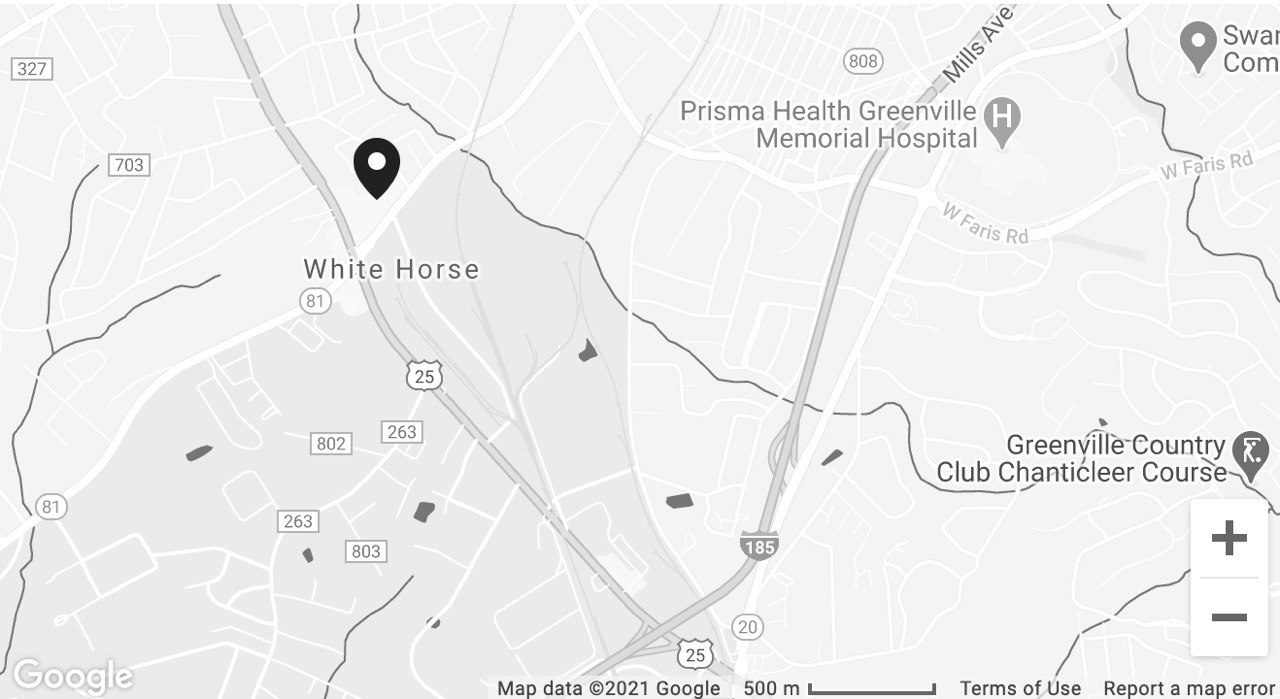 327
808
Mills Ave
Swan
Com
Prisma Health Greenville
Memorial Hospital
H
703
W Faris Rd
W Faris Rd
White Horse
81
25
263
802
Greenville Country
Club Chanticleer Course
81
263
803
185
+
−
20
25
Google
Map data ©2021 Google
500 m
Terms of Use
Report a map error